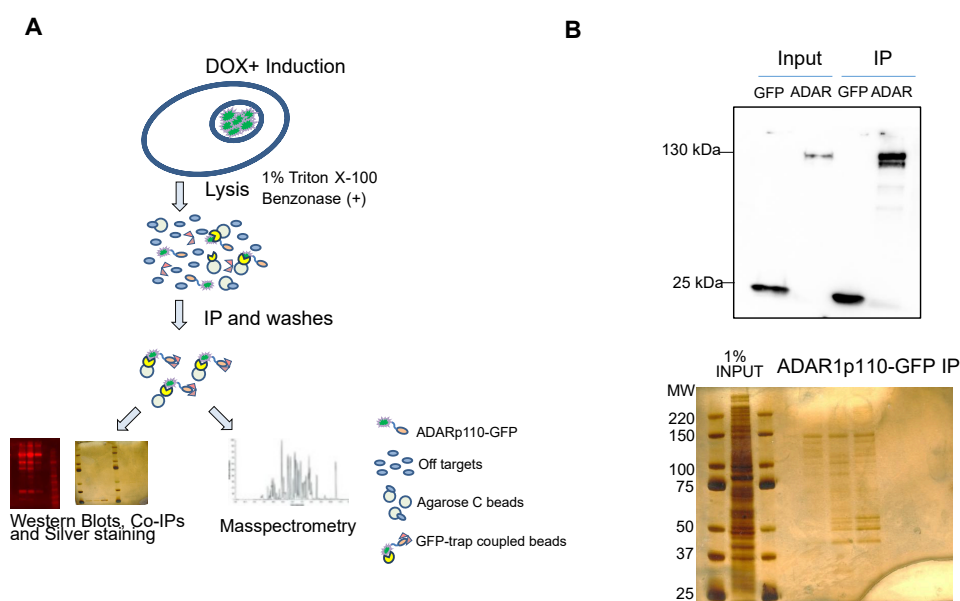 A
DOX+ Induction
Lysis
1% Triton X-100
Benzonase (+)
IP and washes
Western Blots, Co-IPs
and Silver staining
Masspectrometry
ADARp110-GFP
Off targets
Agarose C beads
GFP-trap coupled beads
B
Input IP
GFP ADAR GFP ADAR
130 kDa
25 kDa
1%
INPUT
ADAR1p110-GFP IP
MW
220
150
100
75
50
37
25